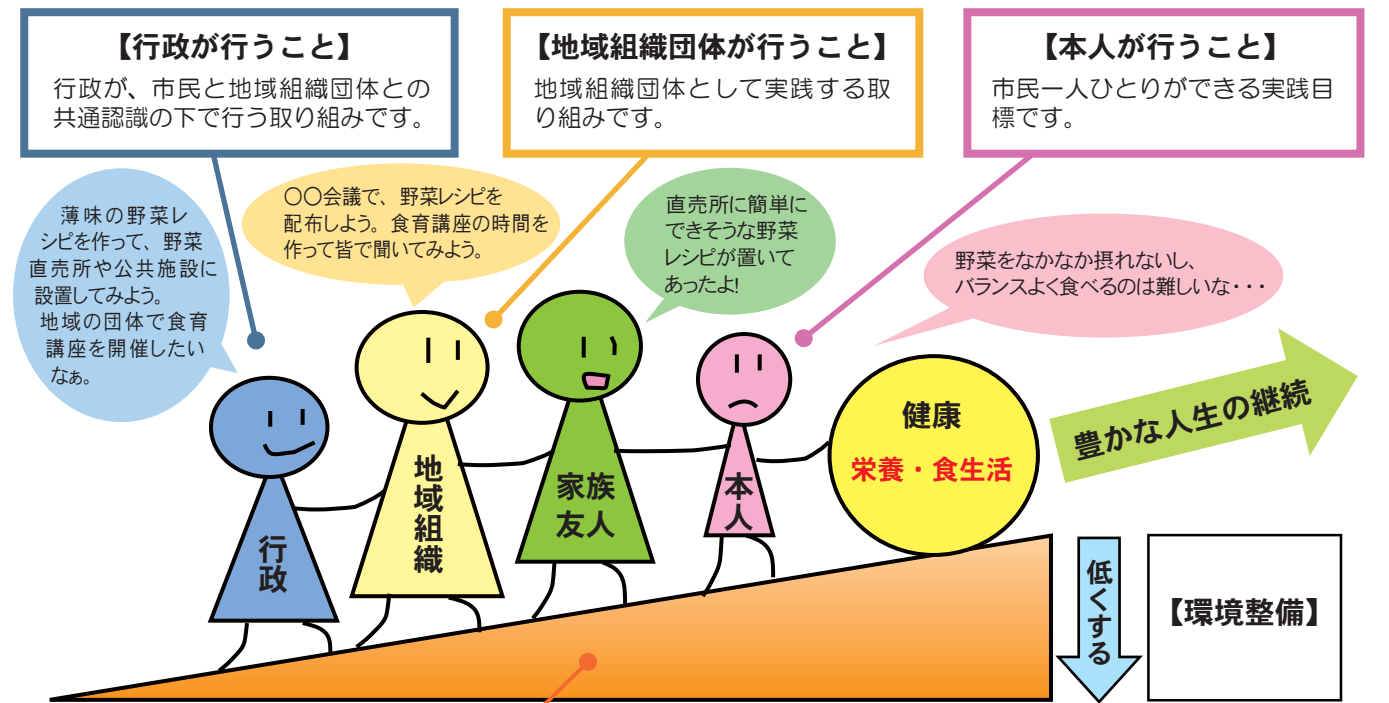 【行政が行うこと】
行政が、市民と地域組織団体との
共通認識の下で行う取り組みです。
【地域組織団体が行うこと】
地域組織団体として実践する取
り組みです。
【本人が行うこと】
市民一人ひとりができる実践目
標です。
薄味の野菜レ
シピを作って、野菜
直売所や公共施設に
設置してみよう。
地域の団体で食育
講座を開催したい
なぁ。
〇〇会議で、野菜レシピを
配布しよう。食育講座の時間を
作って皆で聞いてみよう。
直売所に簡単に
できそうな野菜
レシピが置いて
あったよ!
野菜をなかなか摂れないし、
バランスよく食べるのは難しいな・・・
行政
地域組織
家族
友人
本人
健康
栄養・食生活
豊かな人生の継続
低くする
【環境整備】